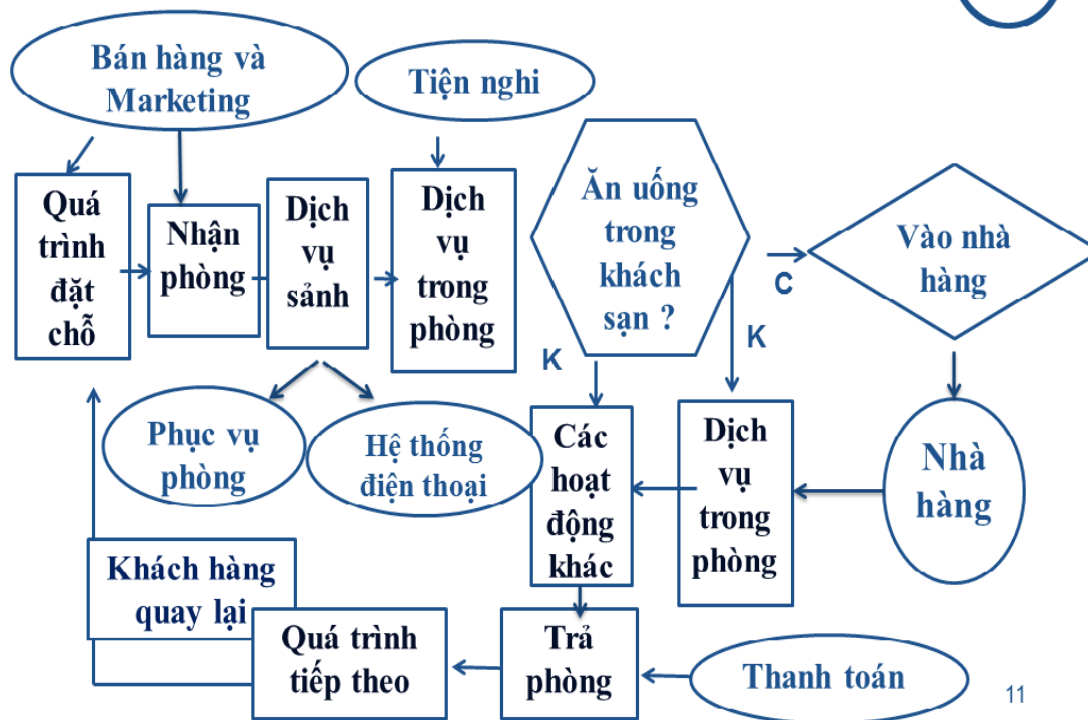 Bán hàng và
Marketing
Tiện nghi
Quá
trình
đặt
chỗ
Nhận
phòng
Dịch
vụ
sảnh
Dịch
vụ
trong
phòng
Ăn uống
trong
khách
sạn ?
C
Vào nhà
hàng
K
K
Phục vụ
phòng
Hệ thống
điện thoại
Các
hoạt
động
khác
Dịch
vụ
trong
phòng
Nhà
hàng
Khách hàng
quay lại
Quá trình
tiếp theo
Trả
phòng
Thanh toán
11